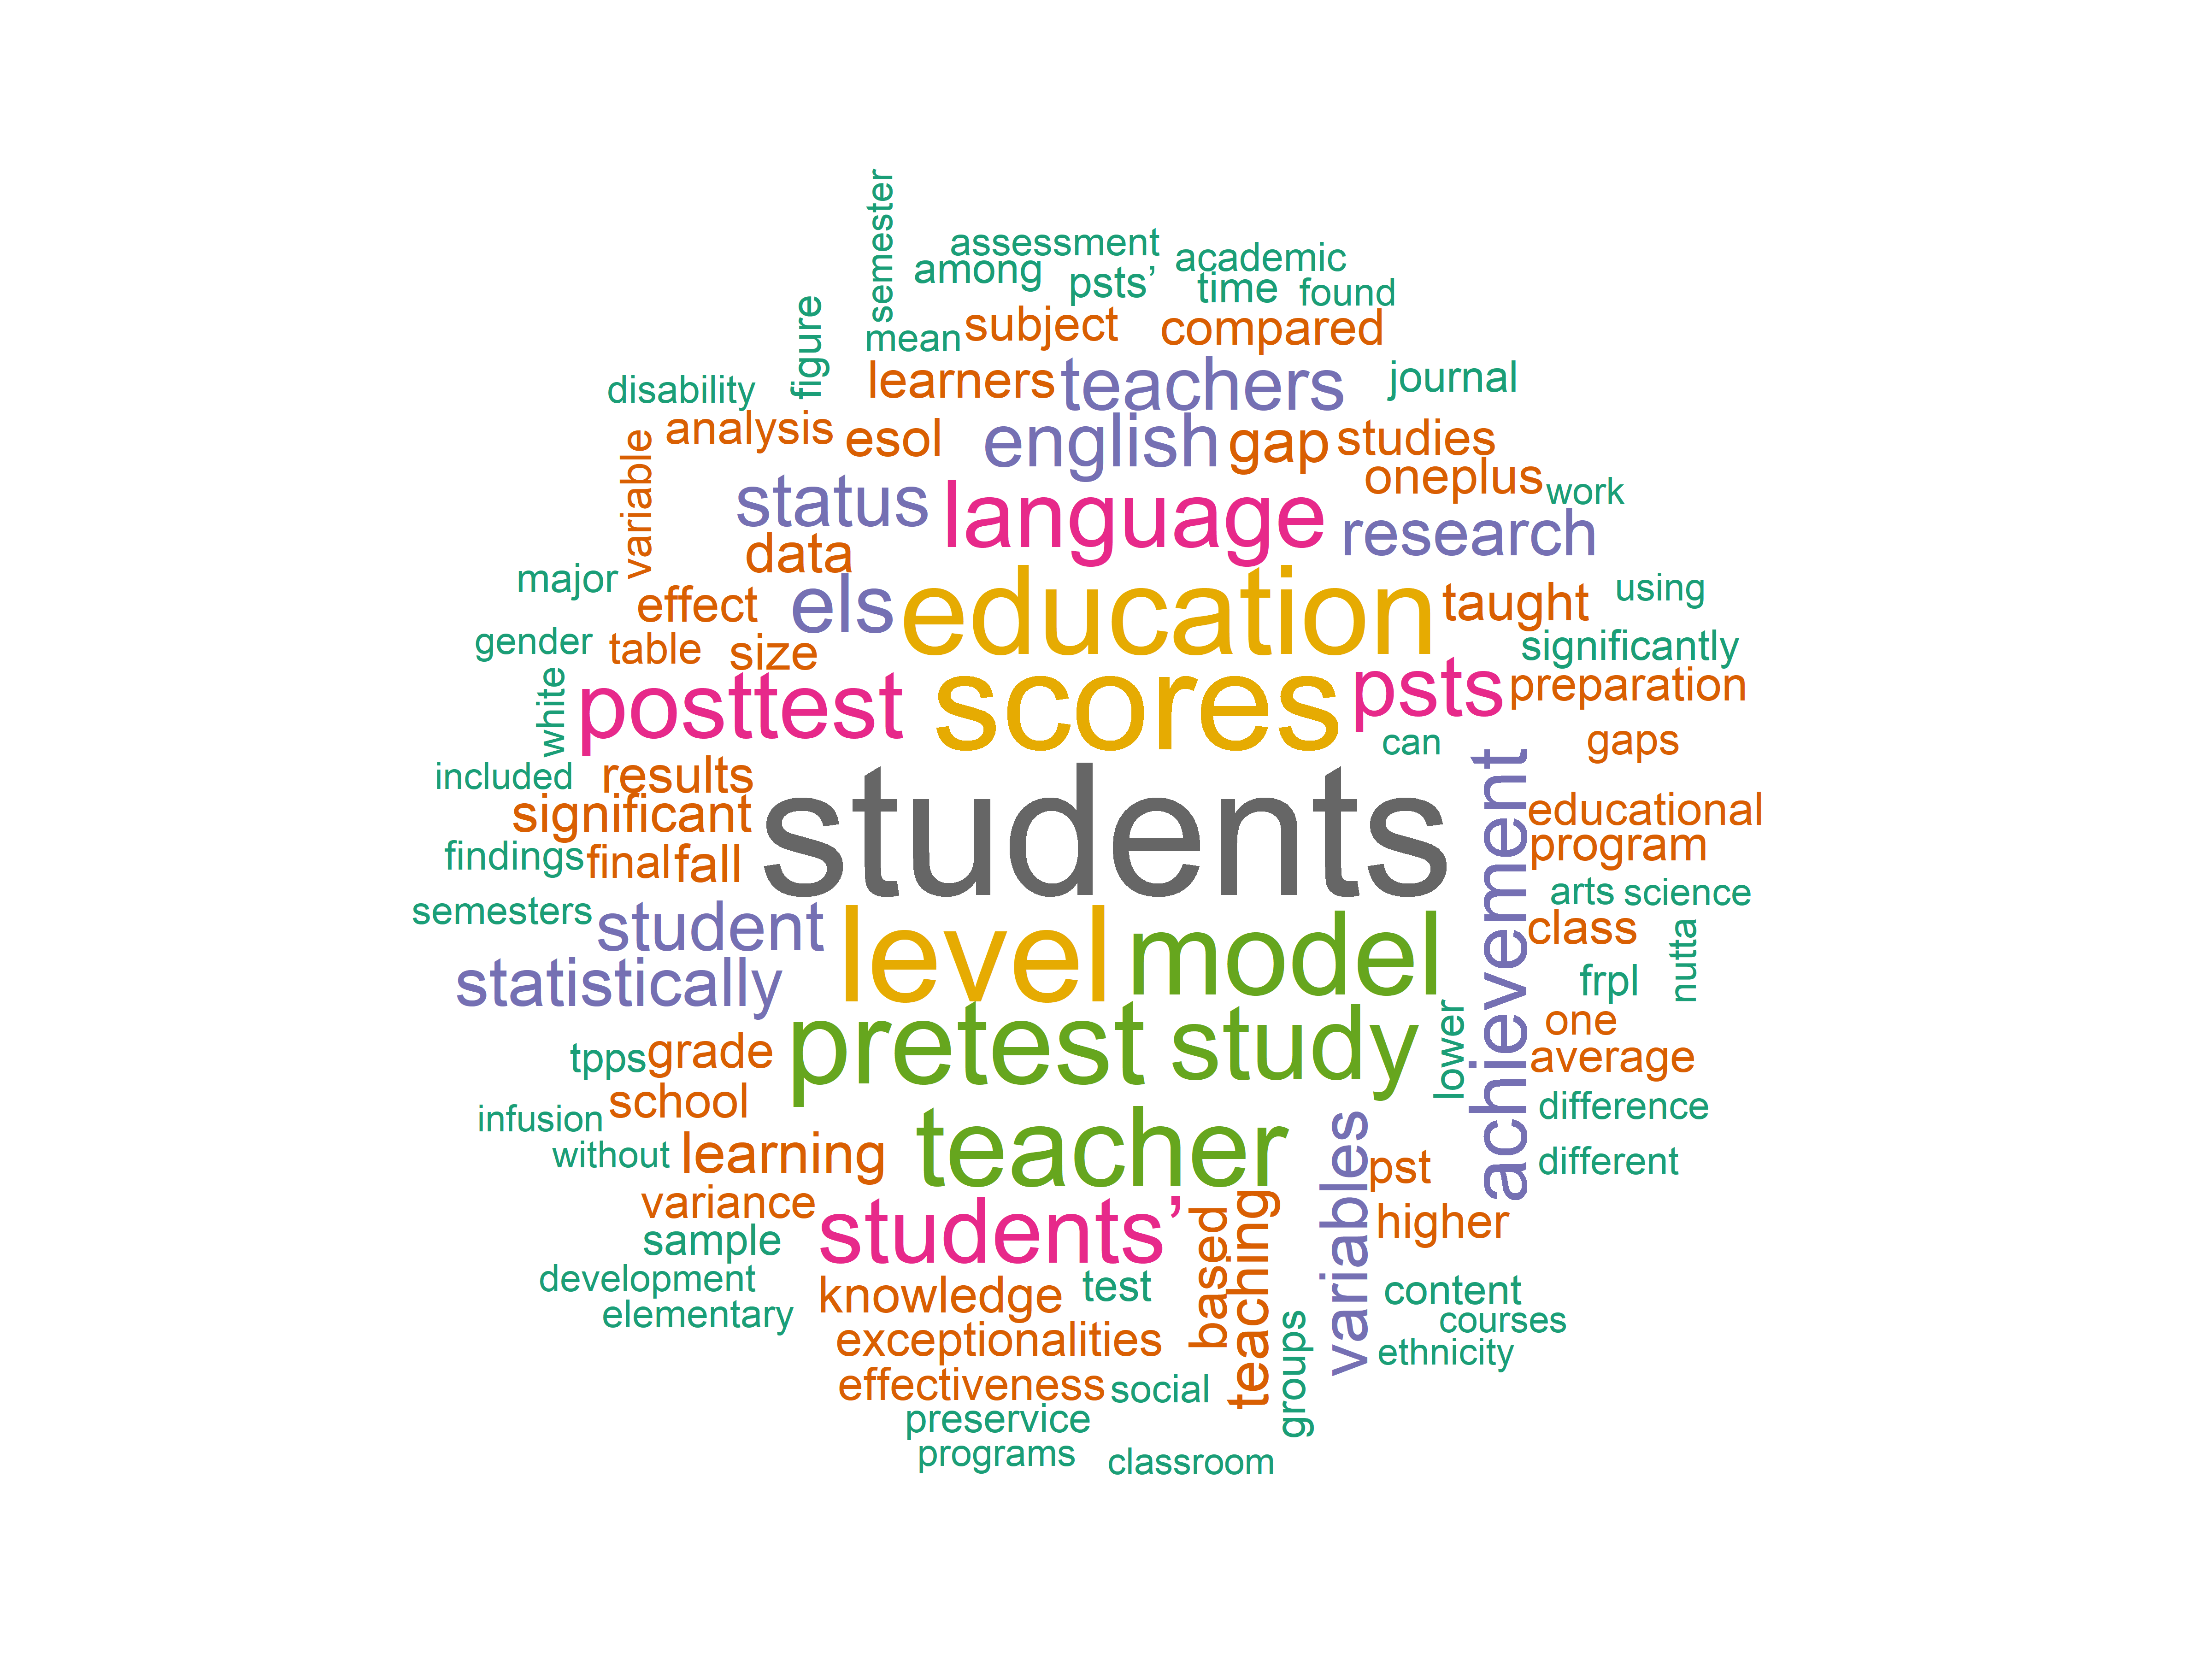 semester
assessment
among
psts’
academic
time
found
figure
mean
subject
compared
disability
learners
teachers
journal
variable
analysis
esol
english
gap
studies
oneplus
work
status
language
research
data
major
effect
els
education
taught
using
gender
table
size
significantly
white
posttest
scores
psts
preparation
can
gaps
included
results
significant
students
achievement
educational
program
findings
final
fall
arts
science
semesters
student
level
model
class
nutta
statistically
frpl
pretest
study
lower
one
average
tpps
grade
school
difference
infusion
without
learning
teacher
variables
pst
different
variance
students’
based
teaching
higher
sample
development
elementary
knowledge
test
content
courses
exceptionalities
groups
ethnicity
effectiveness
social
preservice
programs
classroom